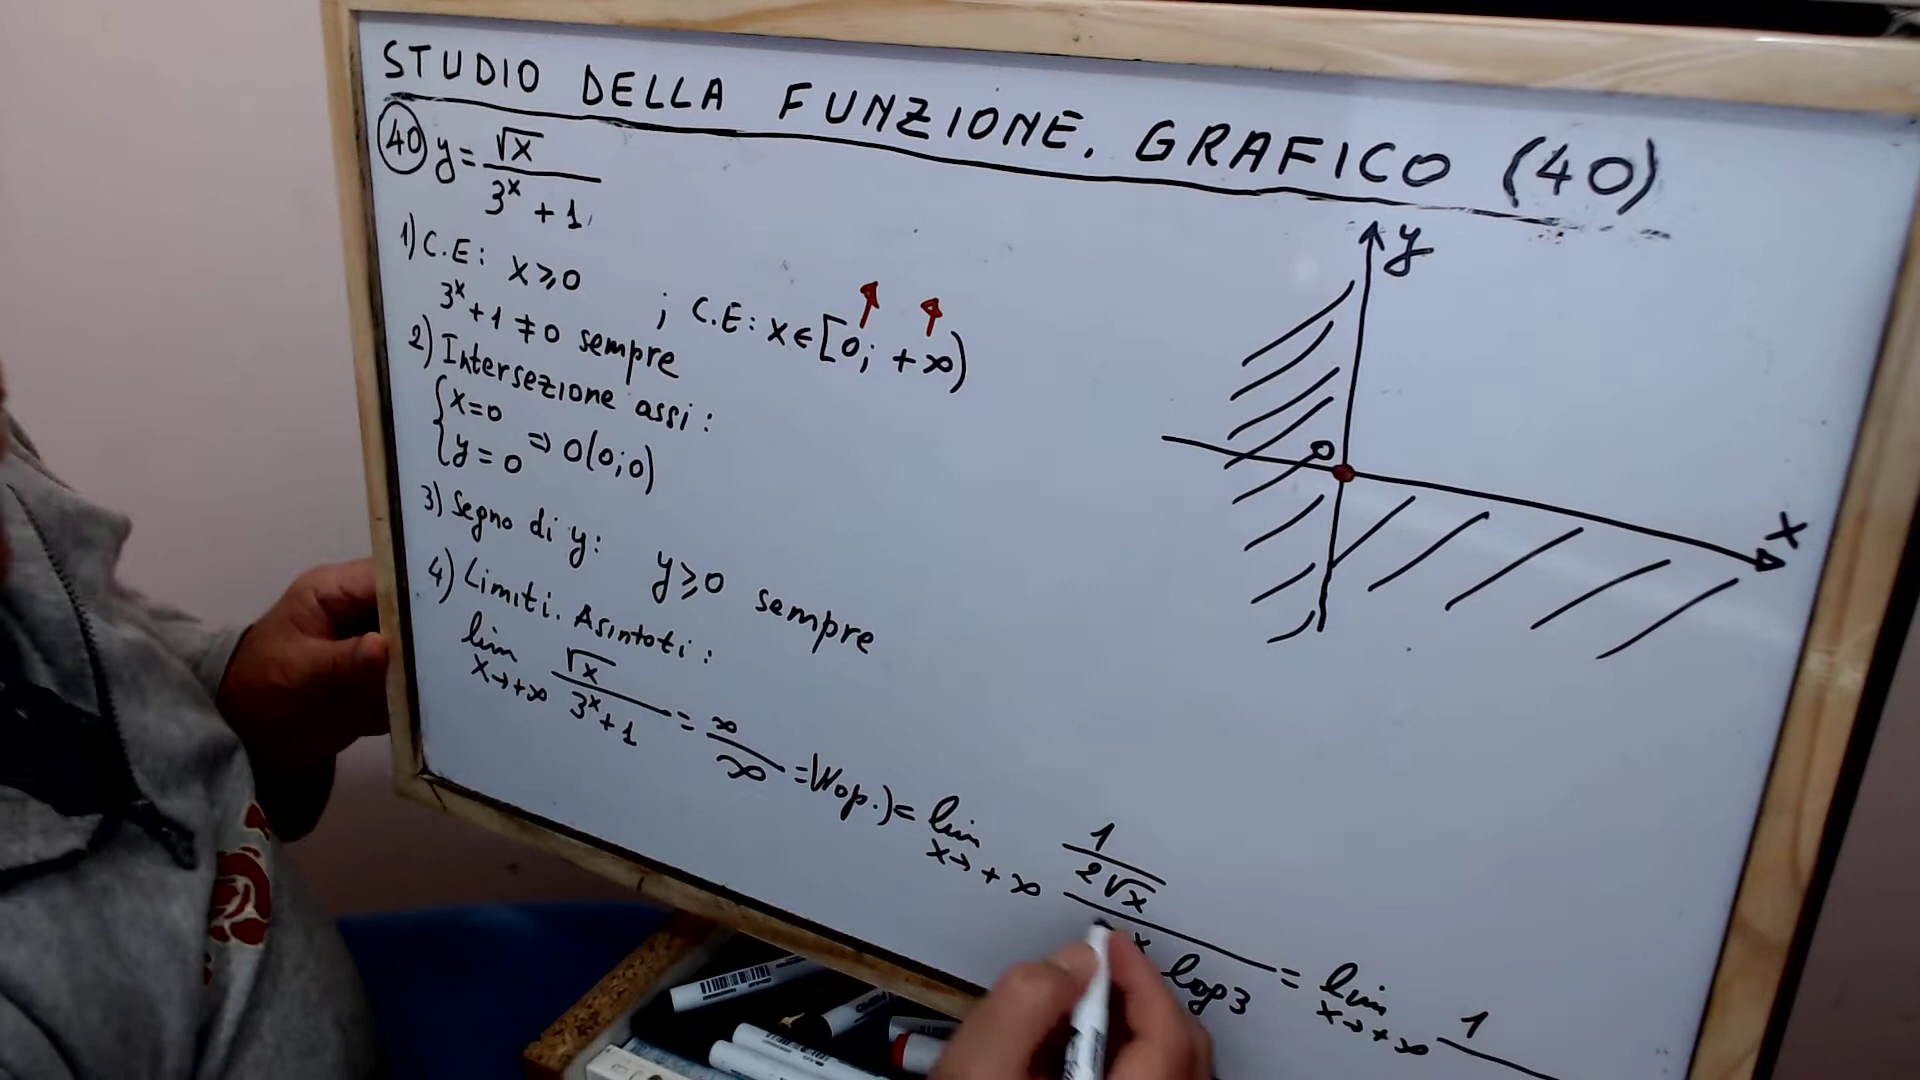 STUDIO DELLA FUNZIONE. GRAFICO (40)
40 y = √x / 3^x + 1
1) C.E: x ⩾ 0
3^x + 1 ≠ 0 sempre ; C.E: x ∈ [0; +∞)
2) Intersezione assi:
{ x = 0
y = 0 ⇒ O(0;0)
3) Segno di y: y ⩾ 0 sempre
4) Limiti. Asintoti:
lim x→+∞ √x / 3^x + 1 = ∞ / ∞ = (Hop.) = lim x→+∞ 1 / 2√x / x log 3 = lim x→+∞ 1
y
O
x